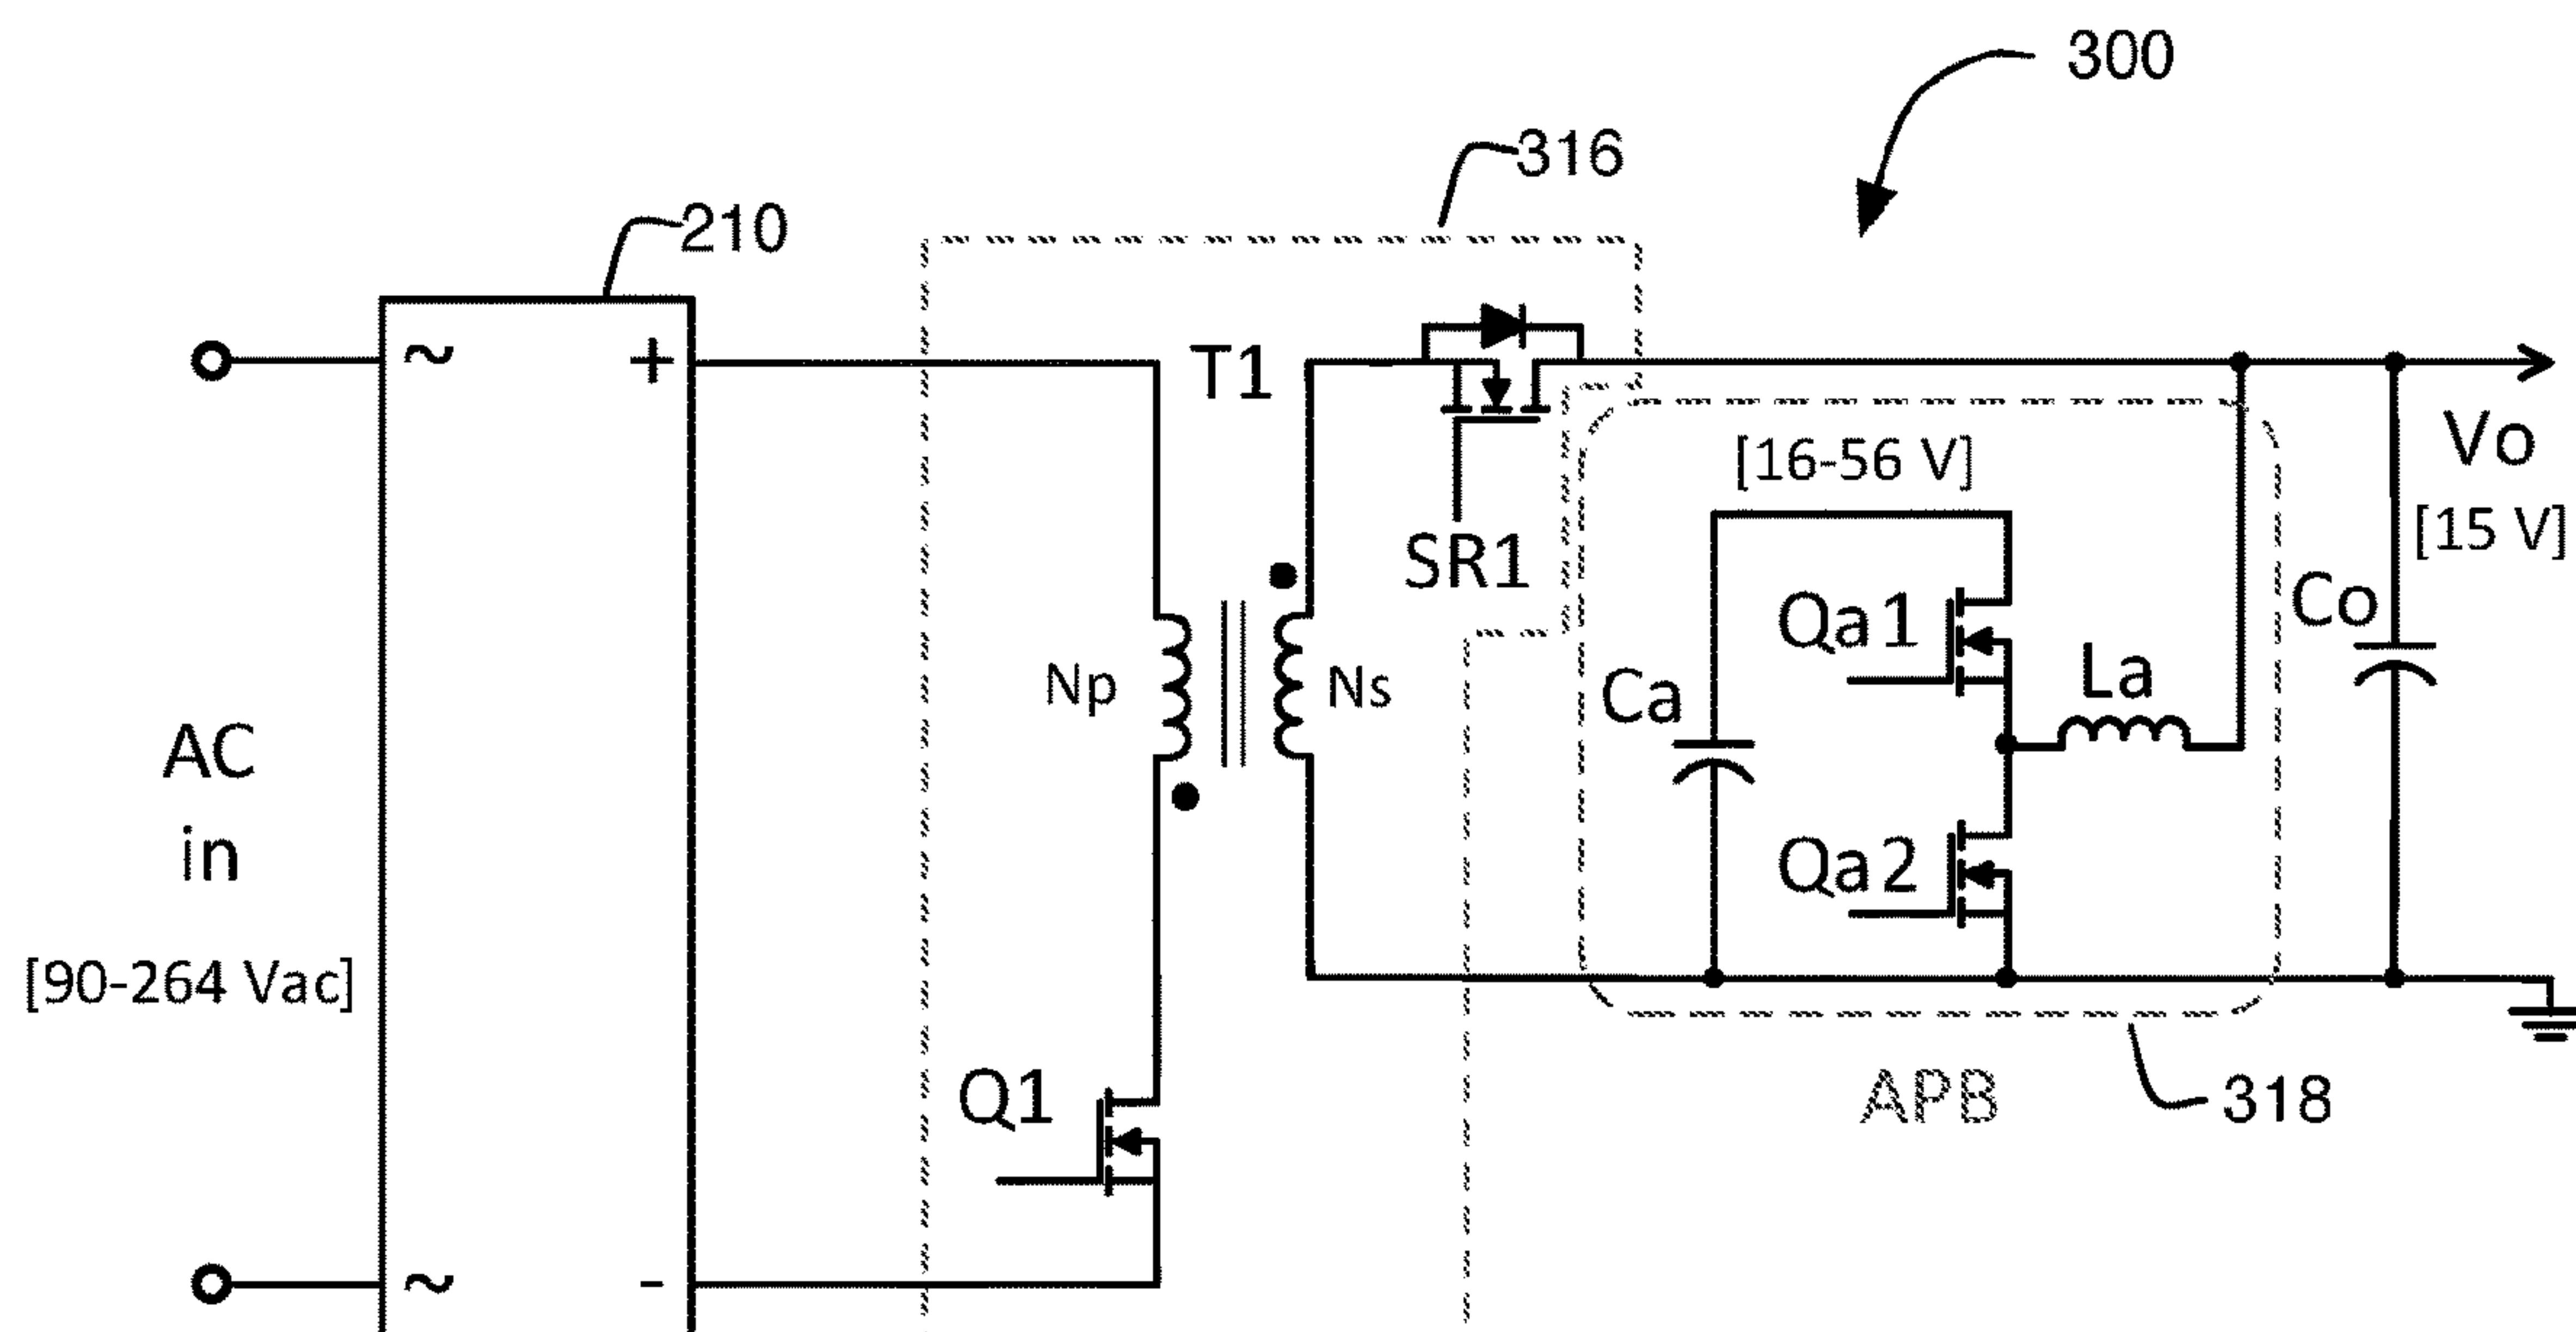 300
316
210
~
+
T1
[16-56 V]
Vo
[15 V]
SR1
Qa1
Co
Np
Ns
Ca
La
AC
in
[90-264 Vac]
Qa2
Q1
APB
318
~
-